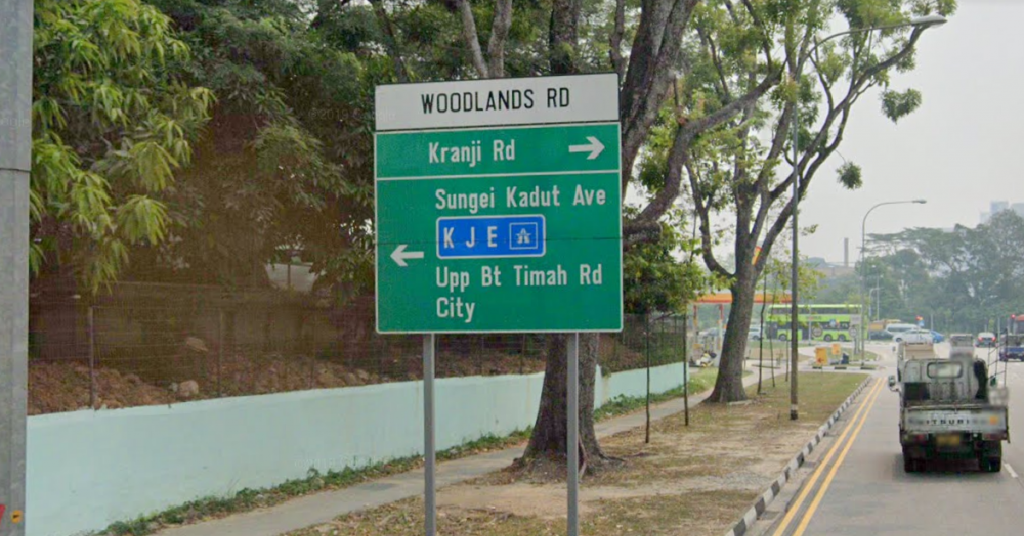 WOODLANDS RD
Kranji Rd
Sungei Kadut Ave
KJE
Upp Bt Timah Rd
City